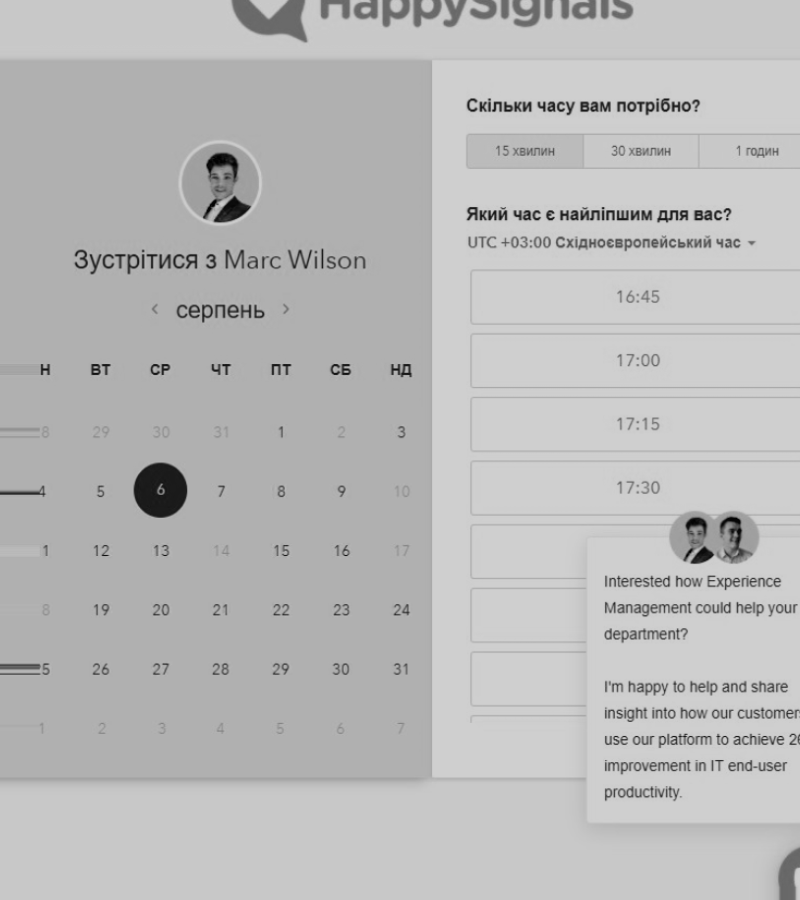 HappySignals
Зустрітися з Marc Wilson
серпень
Н ВТ СР ЧТ ПТ СБ НД
8 29 30 31 1 2 3
4 5 6 7 8 9 10
1 12 13 14 15 16 17
8 19 20 21 22 23 24
5 26 27 28 29 30 31
1 2 3 4 5 6 7
Скільки часу вам потрібно?
15 хвилин 30 хвилин 1 годин
Який час є найліпшим для вас?
UTC +03:00 Східноєвропейський час
16:45
17:00
17:15
17:30
Interested how Experience
Management could help your
department?
I'm happy to help and share
insight into how our customers
use our platform to achieve 26
improvement in IT end-user
productivity.